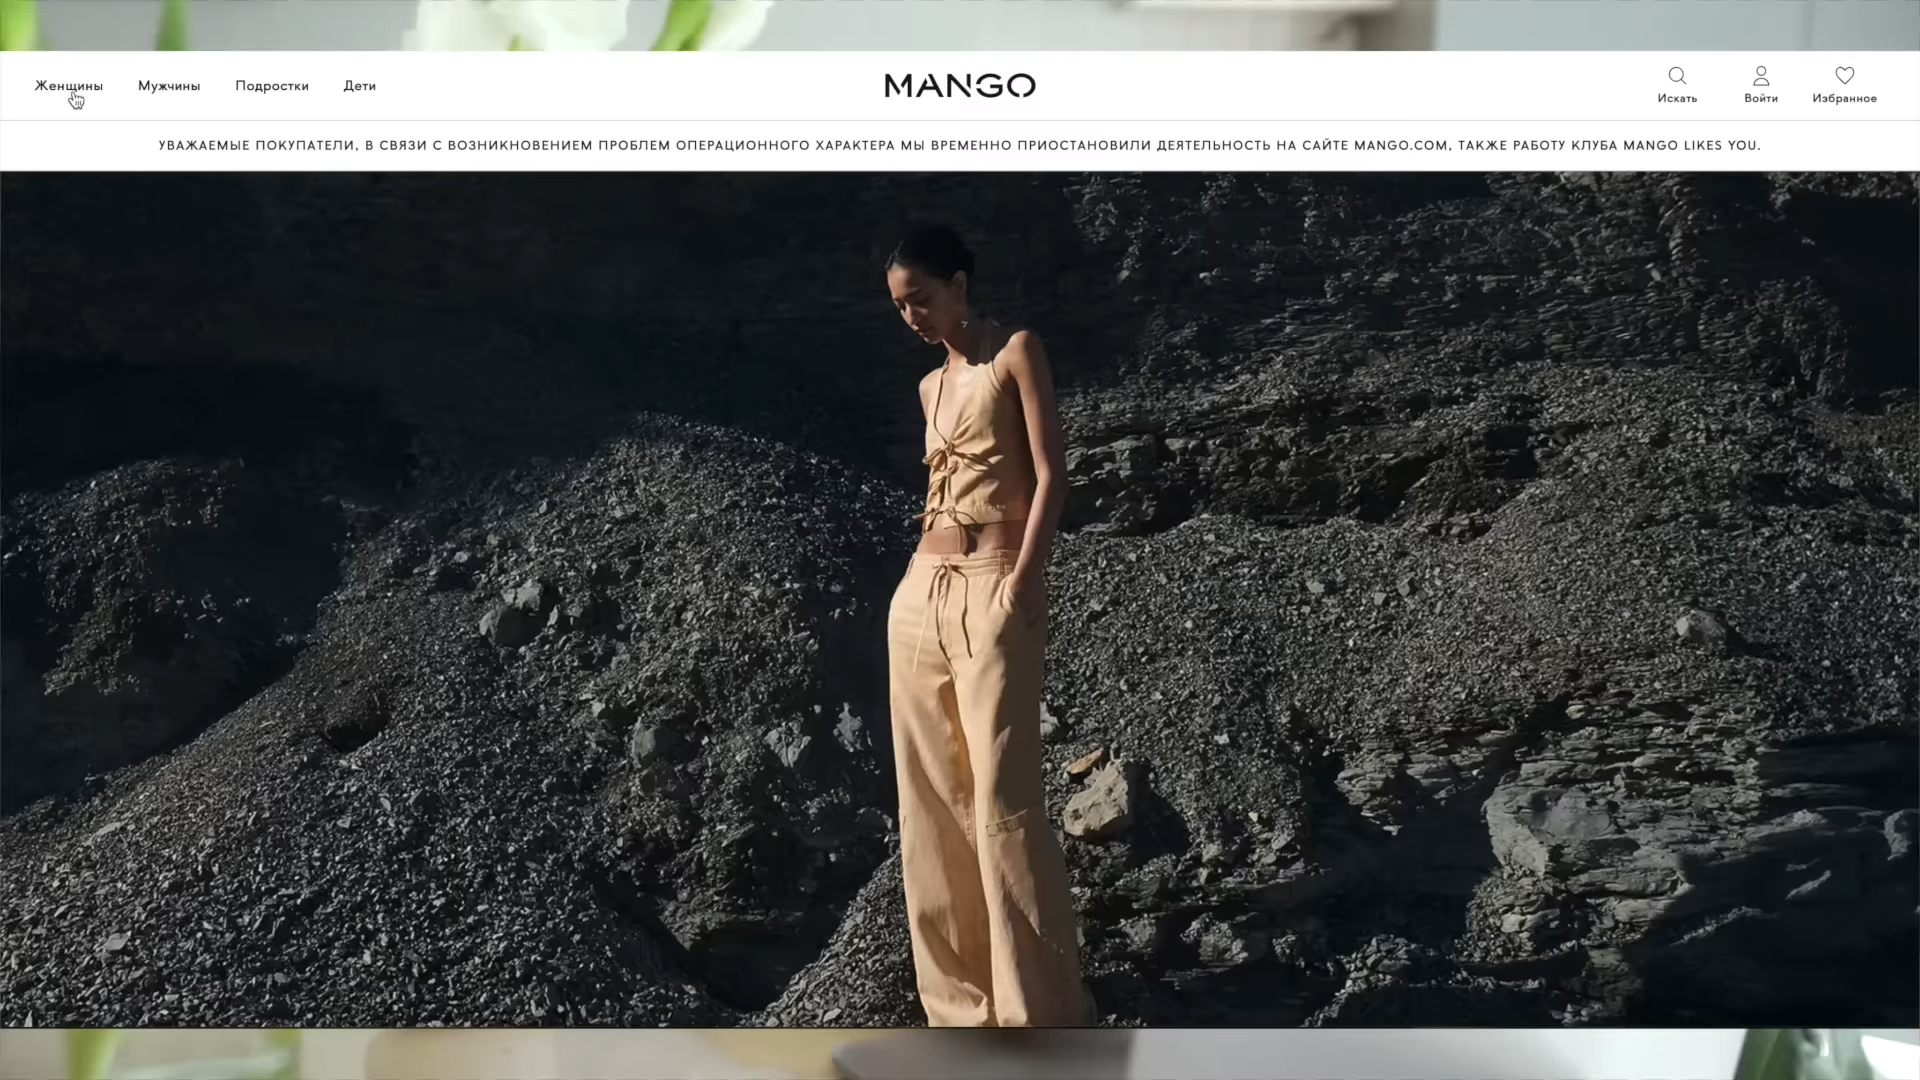 Женщины Мужчины Подростки Дети MANGO Искать Войти Избранное
УВАЖАЕМЫЕ ПОКУПАТЕЛИ, В СВЯЗИ С ВОЗНИКНОВЕНИЕМ ПРОБЛЕМ ОПЕРАЦИОННОГО ХАРАКТЕРА МЫ ВРЕМЕННО ПРИОСТАНОВИЛИ ДЕЯТЕЛЬНОСТЬ НА САЙТЕ MANGO.COM, ТАКЖЕ РАБОТУ КЛУБА MANGO LIKES YOU.